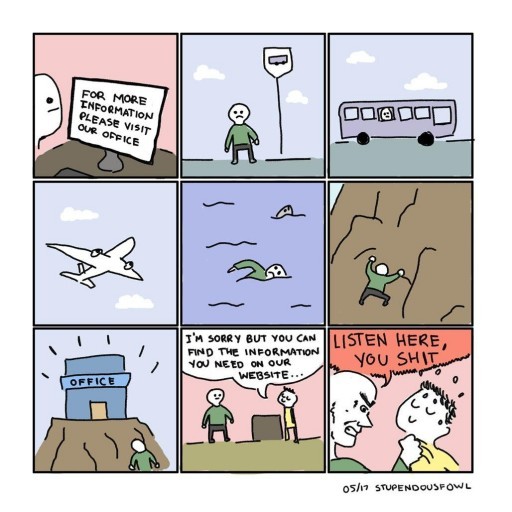 FOR MORE
INFORMATION
PLEASE VISIT
OUR OFFICE
OFFICE
I'M SORRY BUT YOU CAN
FIND THE INFORMATION
YOU NEED ON OUR
WEBSITE...
LISTEN HERE,
YOU SHIT
05/17 STUPENDOUSFOWL